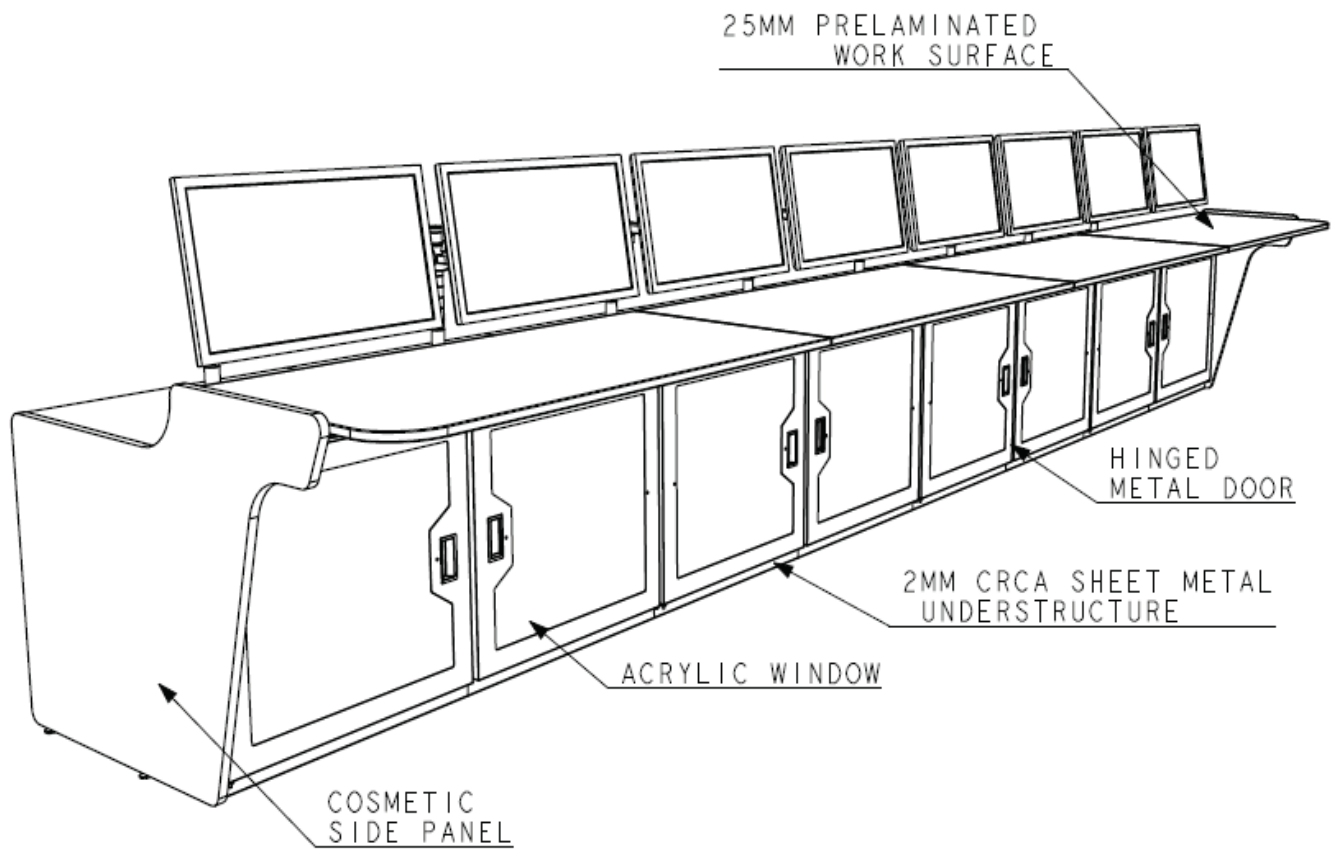 25MM PRELAMINATED
WORK SURFACE
HINGED
METAL DOOR
2MM CRCA SHEET METAL
UNDERSTRUCTURE
ACRYLIC WINDOW
COSMETIC
SIDE PANEL